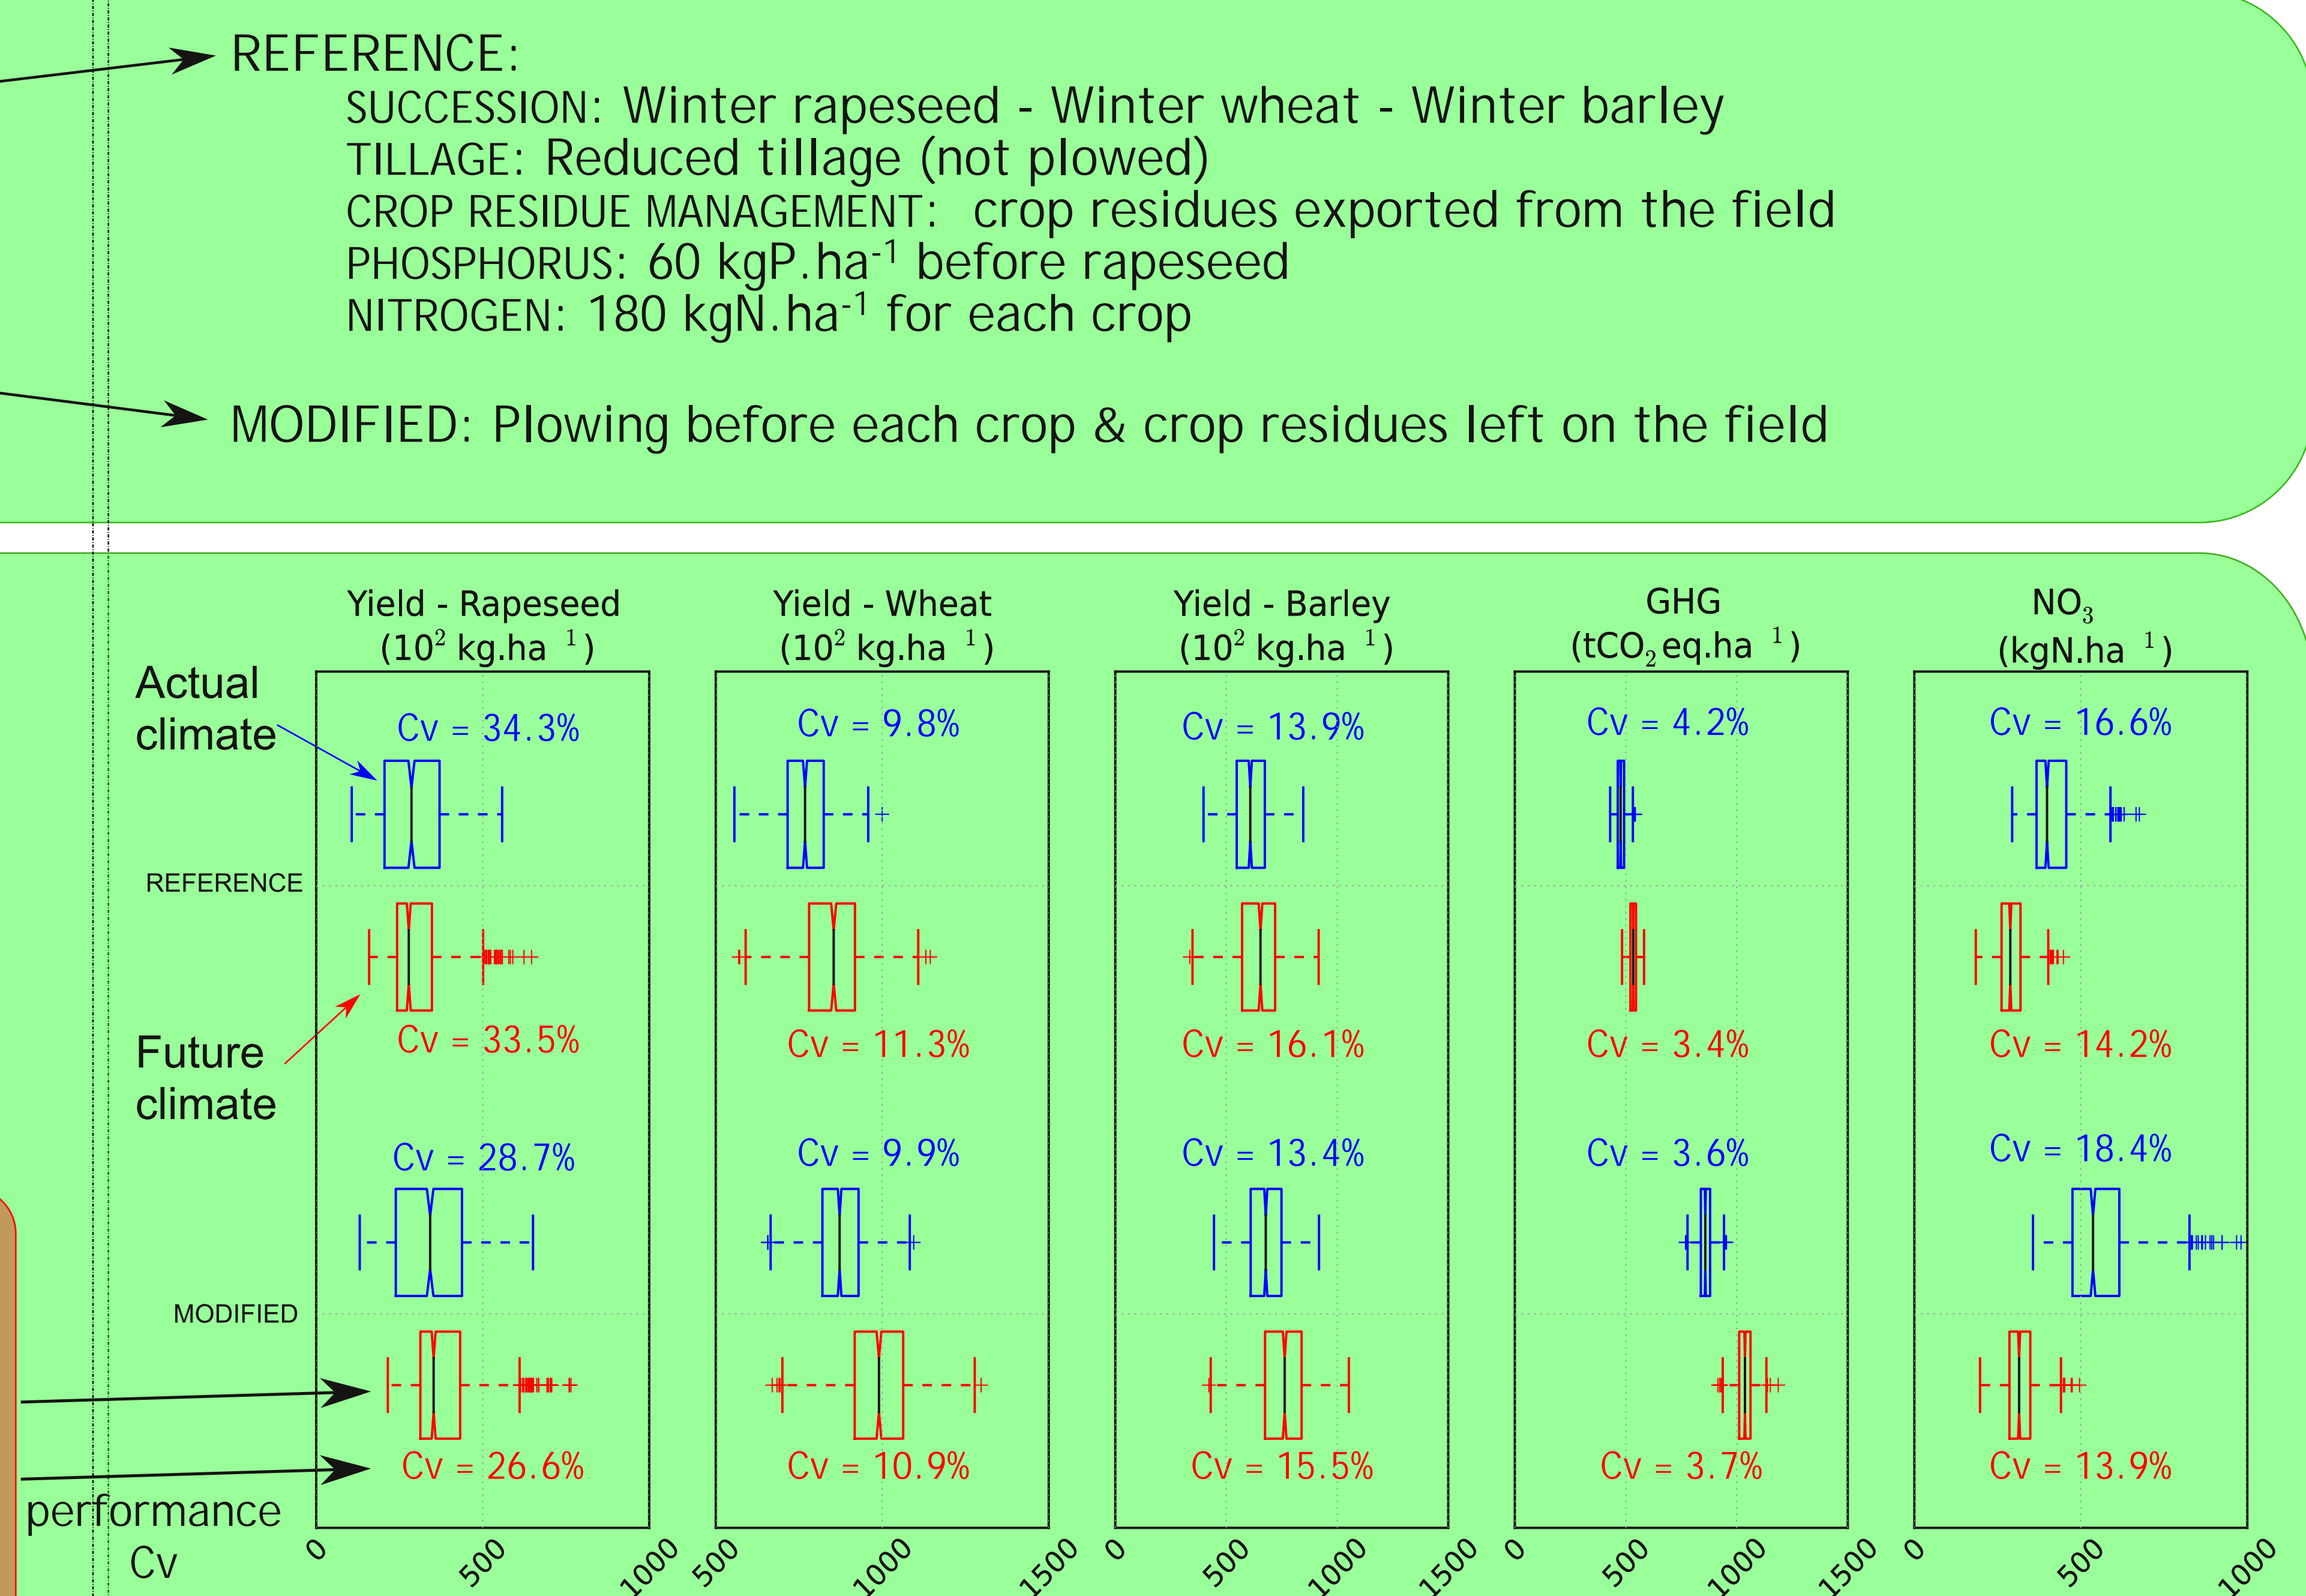 REFERENCE:
SUCCESSION: Winter rapeseed - Winter wheat - Winter barley
TILLAGE: Reduced tillage (not plowed)
CROP RESIDUE MANAGEMENT: crop residues exported from the field
PHOSPHORUS: 60 kgP.ha⁻¹ before rapeseed
NITROGEN: 180 kgN.ha⁻¹ for each crop
MODIFIED: Plowing before each crop & crop residues left on the field
Yield - Rapeseed
(10² kg.ha ¹)
Yield - Wheat
(10² kg.ha ¹)
Yield - Barley
(10² kg.ha ¹)
GHG
(tCO₂eq.ha ¹)
NO₃
(kgN.ha ¹)
Actual
climate
Cv = 34.3%
Cv = 9.8%
Cv = 13.9%
Cv = 4.2%
Cv = 16.6%
REFERENCE
Future
climate
Cv = 33.5%
Cv = 11.3%
Cv = 16.1%
Cv = 3.4%
Cv = 14.2%
Cv = 28.7%
Cv = 9.9%
Cv = 13.4%
Cv = 3.6%
Cv = 18.4%
MODIFIED
Cv = 26.6%
Cv = 10.9%
Cv = 15.5%
Cv = 3.7%
Cv = 13.9%
performance
Cv
0 500 1000
500 1000 1500
0 500 1000 1500
0 500 1000 1500
0 500 1000